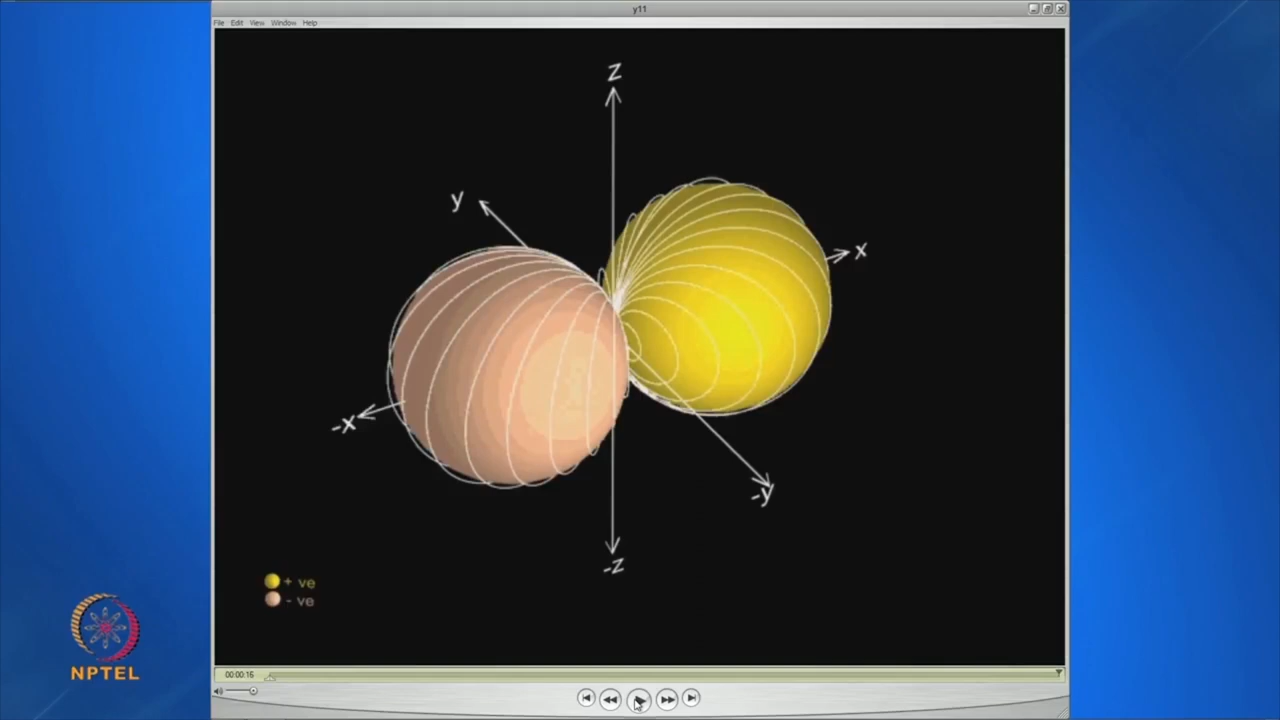 y11
File Edit View Window Help
z
y
x
-x
-y
-z
+ ve
- ve
NPTEL
00:00:16